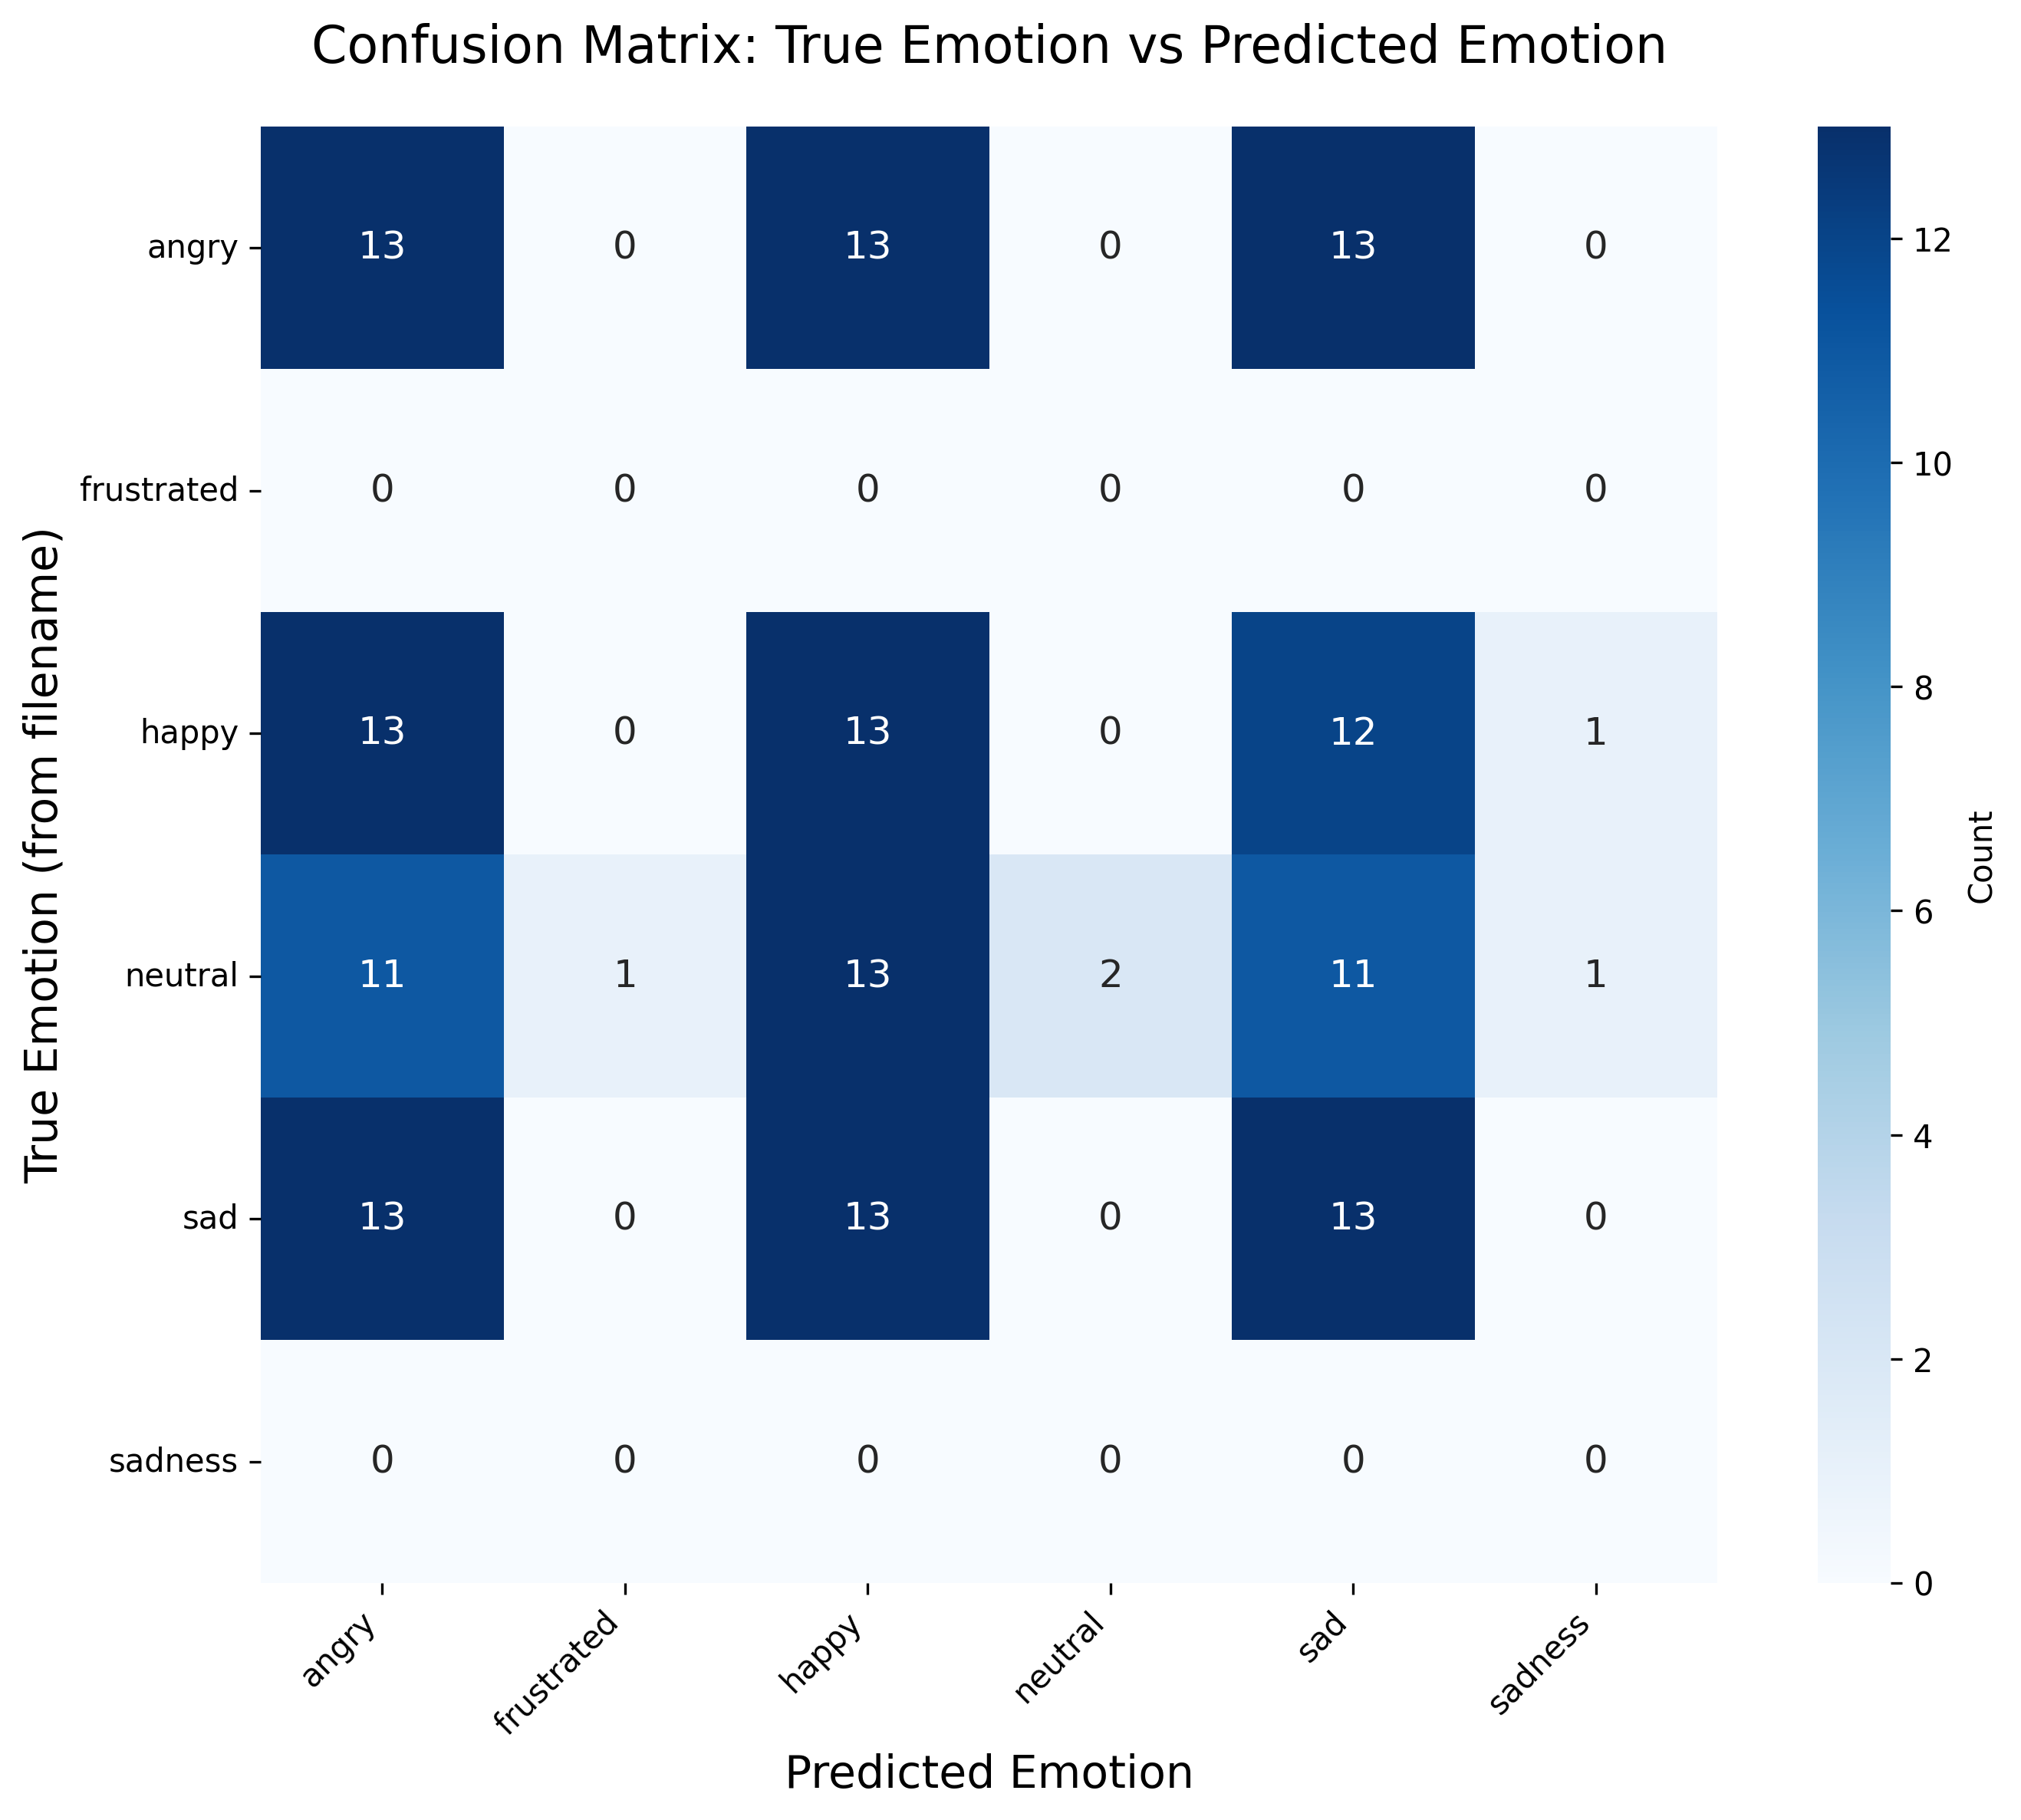 Confusion Matrix: True Emotion vs Predicted Emotion
True Emotion (from filename)
angry 13 0 13 0 13 0
frustrated 0 0 0 0 0 0
happy 13 0 13 0 12 1
neutral 11 1 13 2 11 1
sad 13 0 13 0 13 0
sadness 0 0 0 0 0 0
angry frustrated happy neutral sad sadness
Predicted Emotion
12
10
8
6
4
2
0
Count